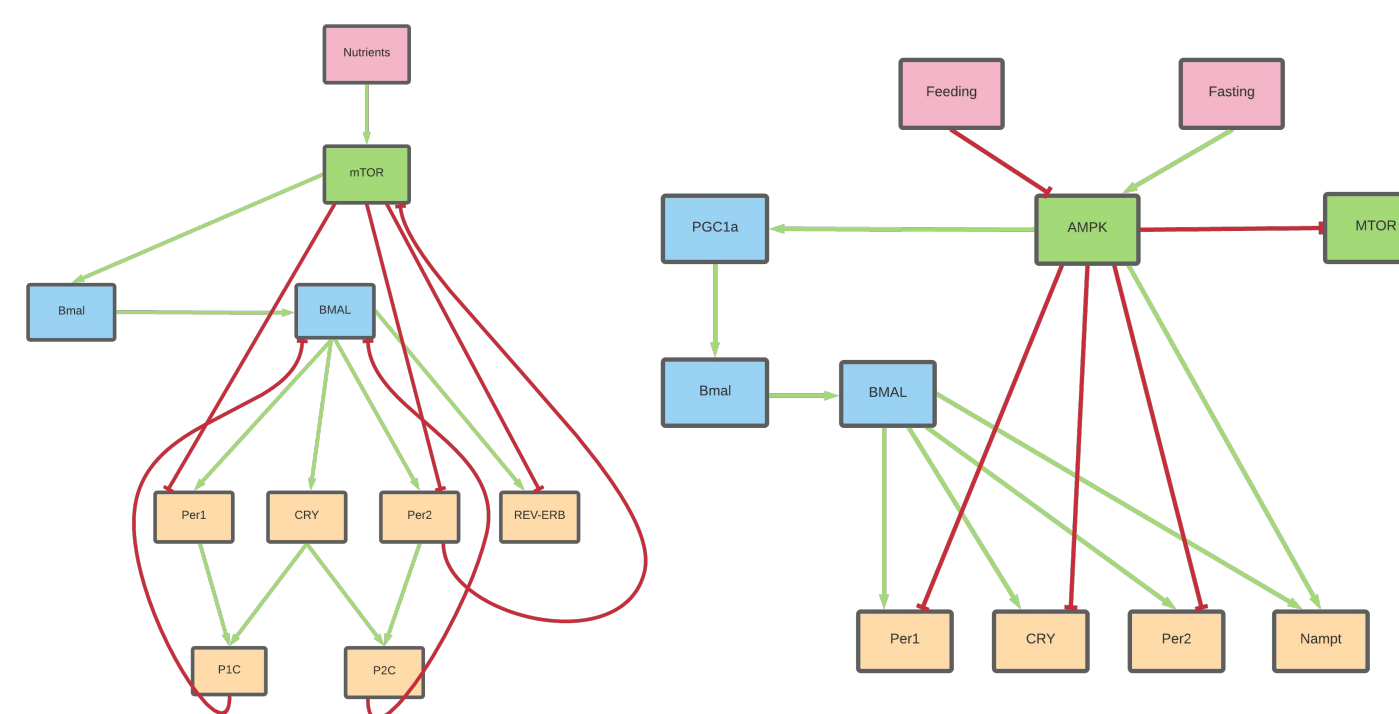 Nutrients
mTOR
Bmal
BMAL
Per1
CRY
Per2
REV-ERB
P1C
P2C
Feeding
Fasting
PGC1a
AMPK
MTOR
Bmal
BMAL
Per1
CRY
Per2
Nampt